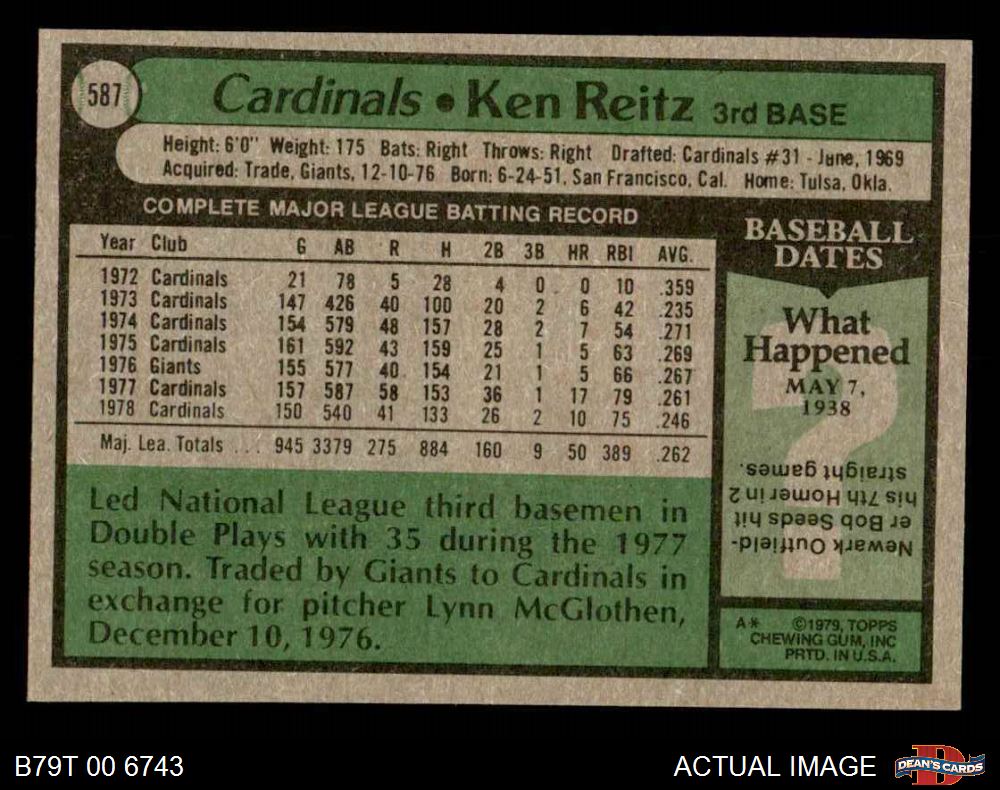 587
Cardinals • Ken Reitz 3rd BASE
Height: 6'0" Weight: 175 Bats: Right Throws: Right Drafted: Cardinals #31 - June, 1969
Acquired: Trade, Giants, 12-10-76 Born: 6-24-51, San Francisco, Cal. Home: Tulsa, Okla.
COMPLETE MAJOR LEAGUE BATTING RECORD
Year Club G AB R H 2B 3B HR RBI AVG.
1972 Cardinals 21 78 5 28 4 0 0 10 .359
1973 Cardinals 147 426 40 100 20 2 6 42 .235
1974 Cardinals 154 579 48 157 28 2 7 54 .271
1975 Cardinals 161 592 43 159 25 1 5 63 .269
1976 Giants 155 577 40 154 21 1 5 66 .267
1977 Cardinals 157 587 58 153 36 1 17 79 .261
1978 Cardinals 150 540 41 133 26 2 10 75 .246
Maj. Lea. Totals ... 945 3379 275 884 160 9 50 389 .262
Led National League third basemen in
Double Plays with 35 during the 1977
season. Traded by Giants to Cardinals in
exchange for pitcher Lynn McGlothen,
December 10, 1976.
BASEBALL
DATES
What
Happened
MAY 7,
1938
?
Newark Outfield-
er Bob Seeds hit
his 7th Homer in 2
straight games.
A* ©1979, TOPPS
CHEWING GUM, INC
PRTD. IN U.S.A.
B79T 00 6743
ACTUAL IMAGE
D
DEAN'S CARDS